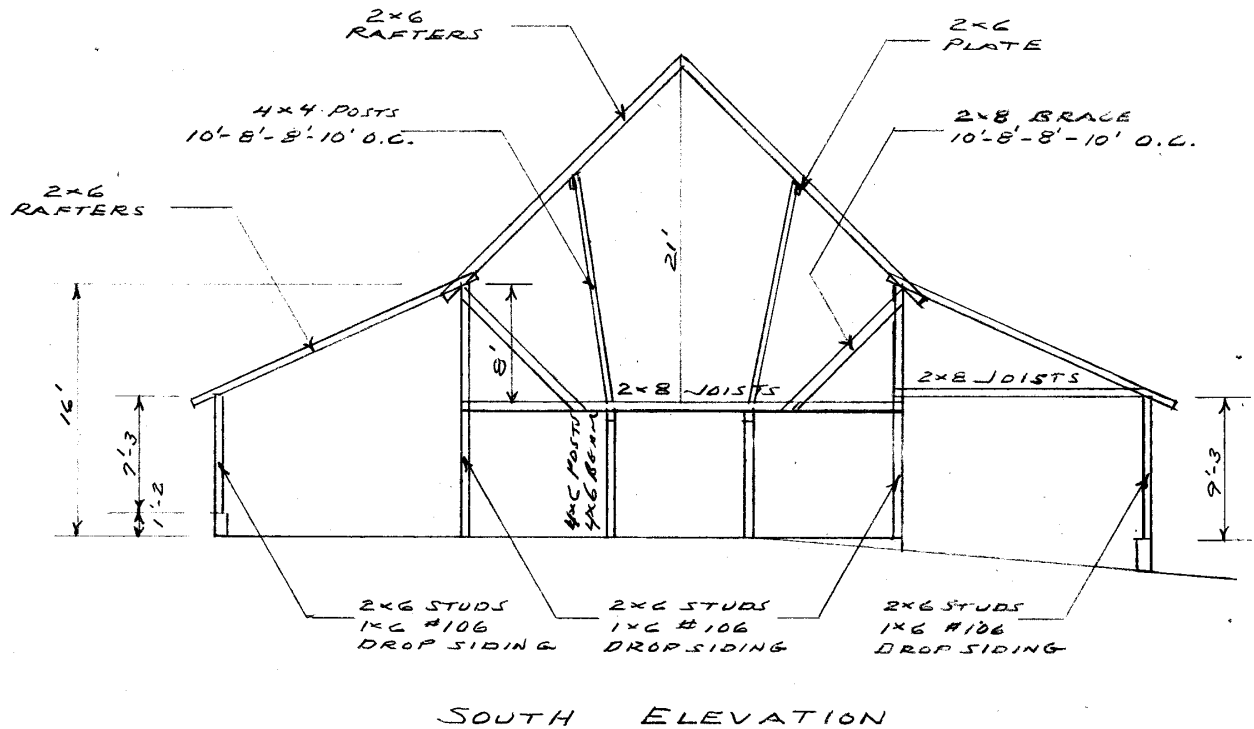 2×6
RAFTERS
2×6
PLATE
4×4 POSTS
10'-8'-8'-10' O.C.
2×8 BRACE
10'-8'-8'-10' O.C.
2×6
RAFTERS
21'
16'
8'
2×8 JOISTS
2×8 JOISTS
7'-3
1'-2
4×6 POSTS
4×6 BEAM
9'-3
2×6 STUDS
1×6 #106
DROP SIDING
2×6 STUDS
1×6 #106
DROP SIDING
2×6 STUDS
1×6 #106
DROP SIDING
SOUTH ELEVATION